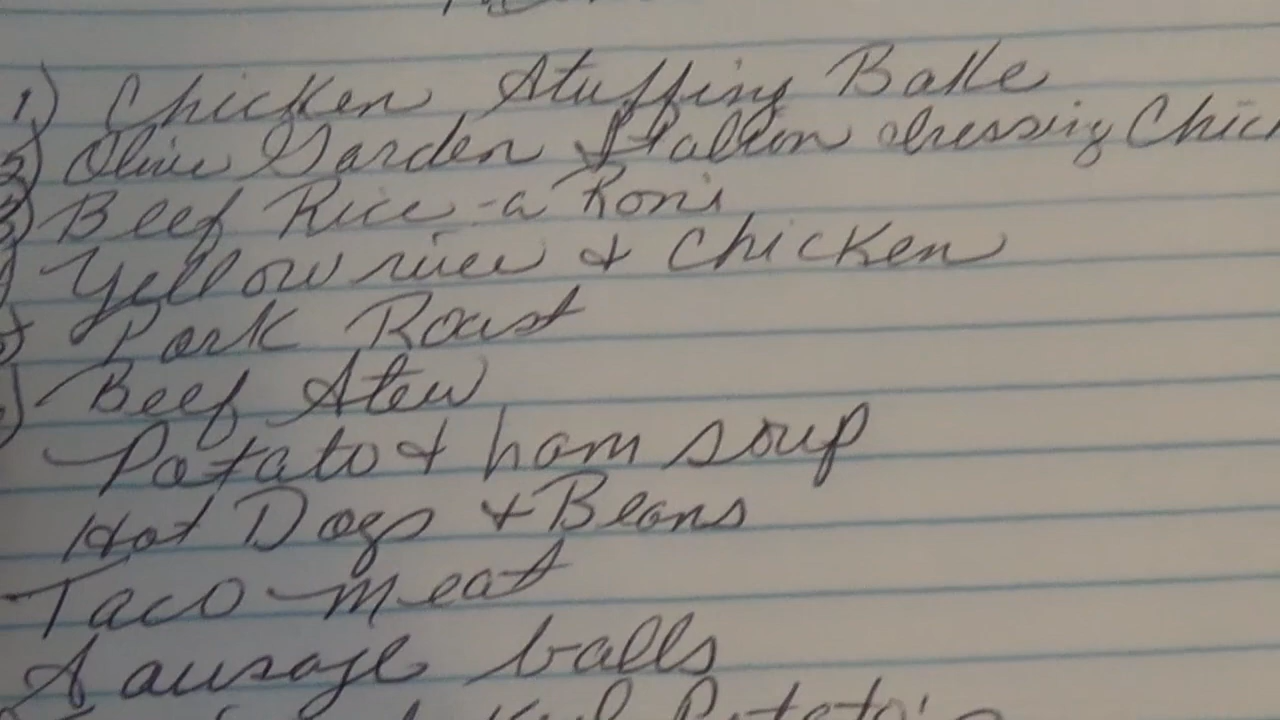 1) Chicken Stuffing Bake
2) Olive Garden Italian dressing Chick
3) Beef Rice-a Roni
Yellow rice & Chicken
Pork Roast
Beef Stew
Potato & ham soup
Hot Dogs & Beans
Taco meat
Sausage balls